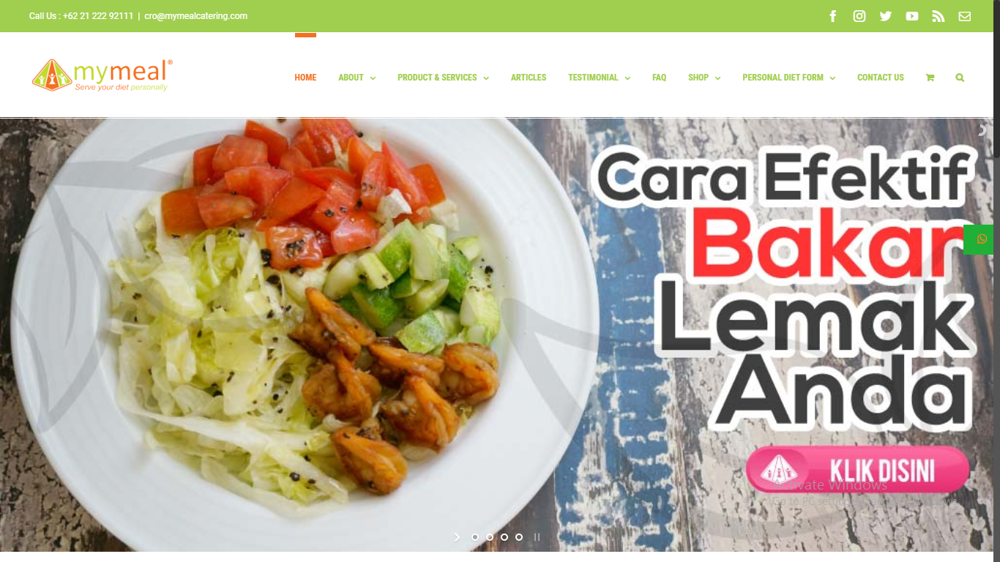 Call Us : +62 21 222 92111 | cro@mymealcatering.com
mymeal®
Serve your diet personally
HOME ABOUT PRODUCT & SERVICES ARTICLES TESTIMONIAL FAQ SHOP PERSONAL DIET FORM CONTACT US
Cara Efektif
Bakar
Lemak
Anda
KLIK DISINI
Activate Windows
Go to PC settings